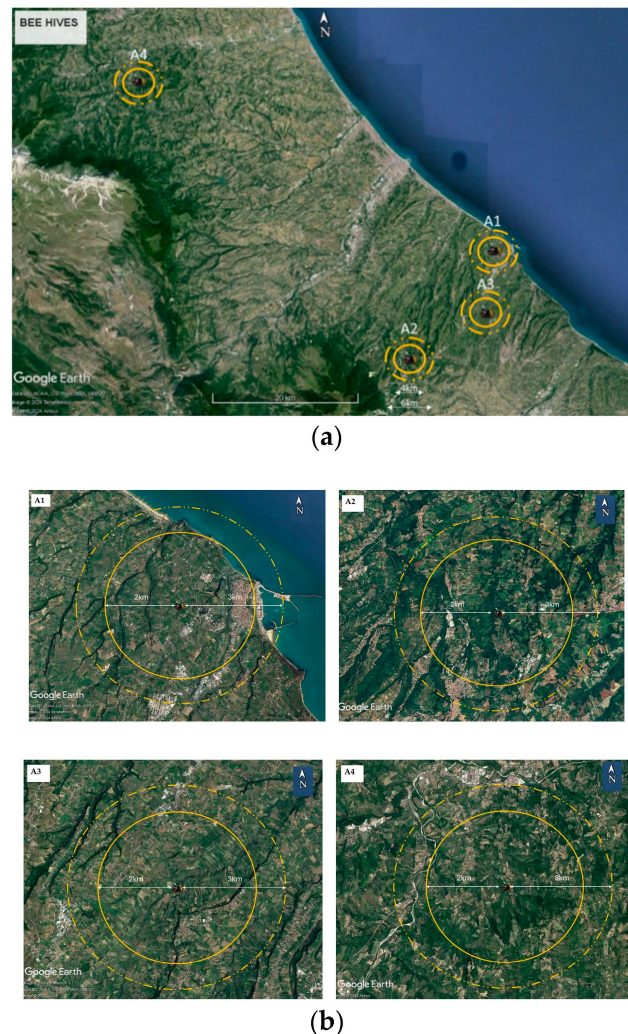 BEE HIVES
N
A4
A1
A3
A2
Google Earth
20 km
4km
6km
(a)
A1
N
2km
3km
Google Earth
A2
N
2km
3km
Google Earth
A3
N
2km
3km
Google Earth
A4
N
2km
3km
Google Earth
(b)